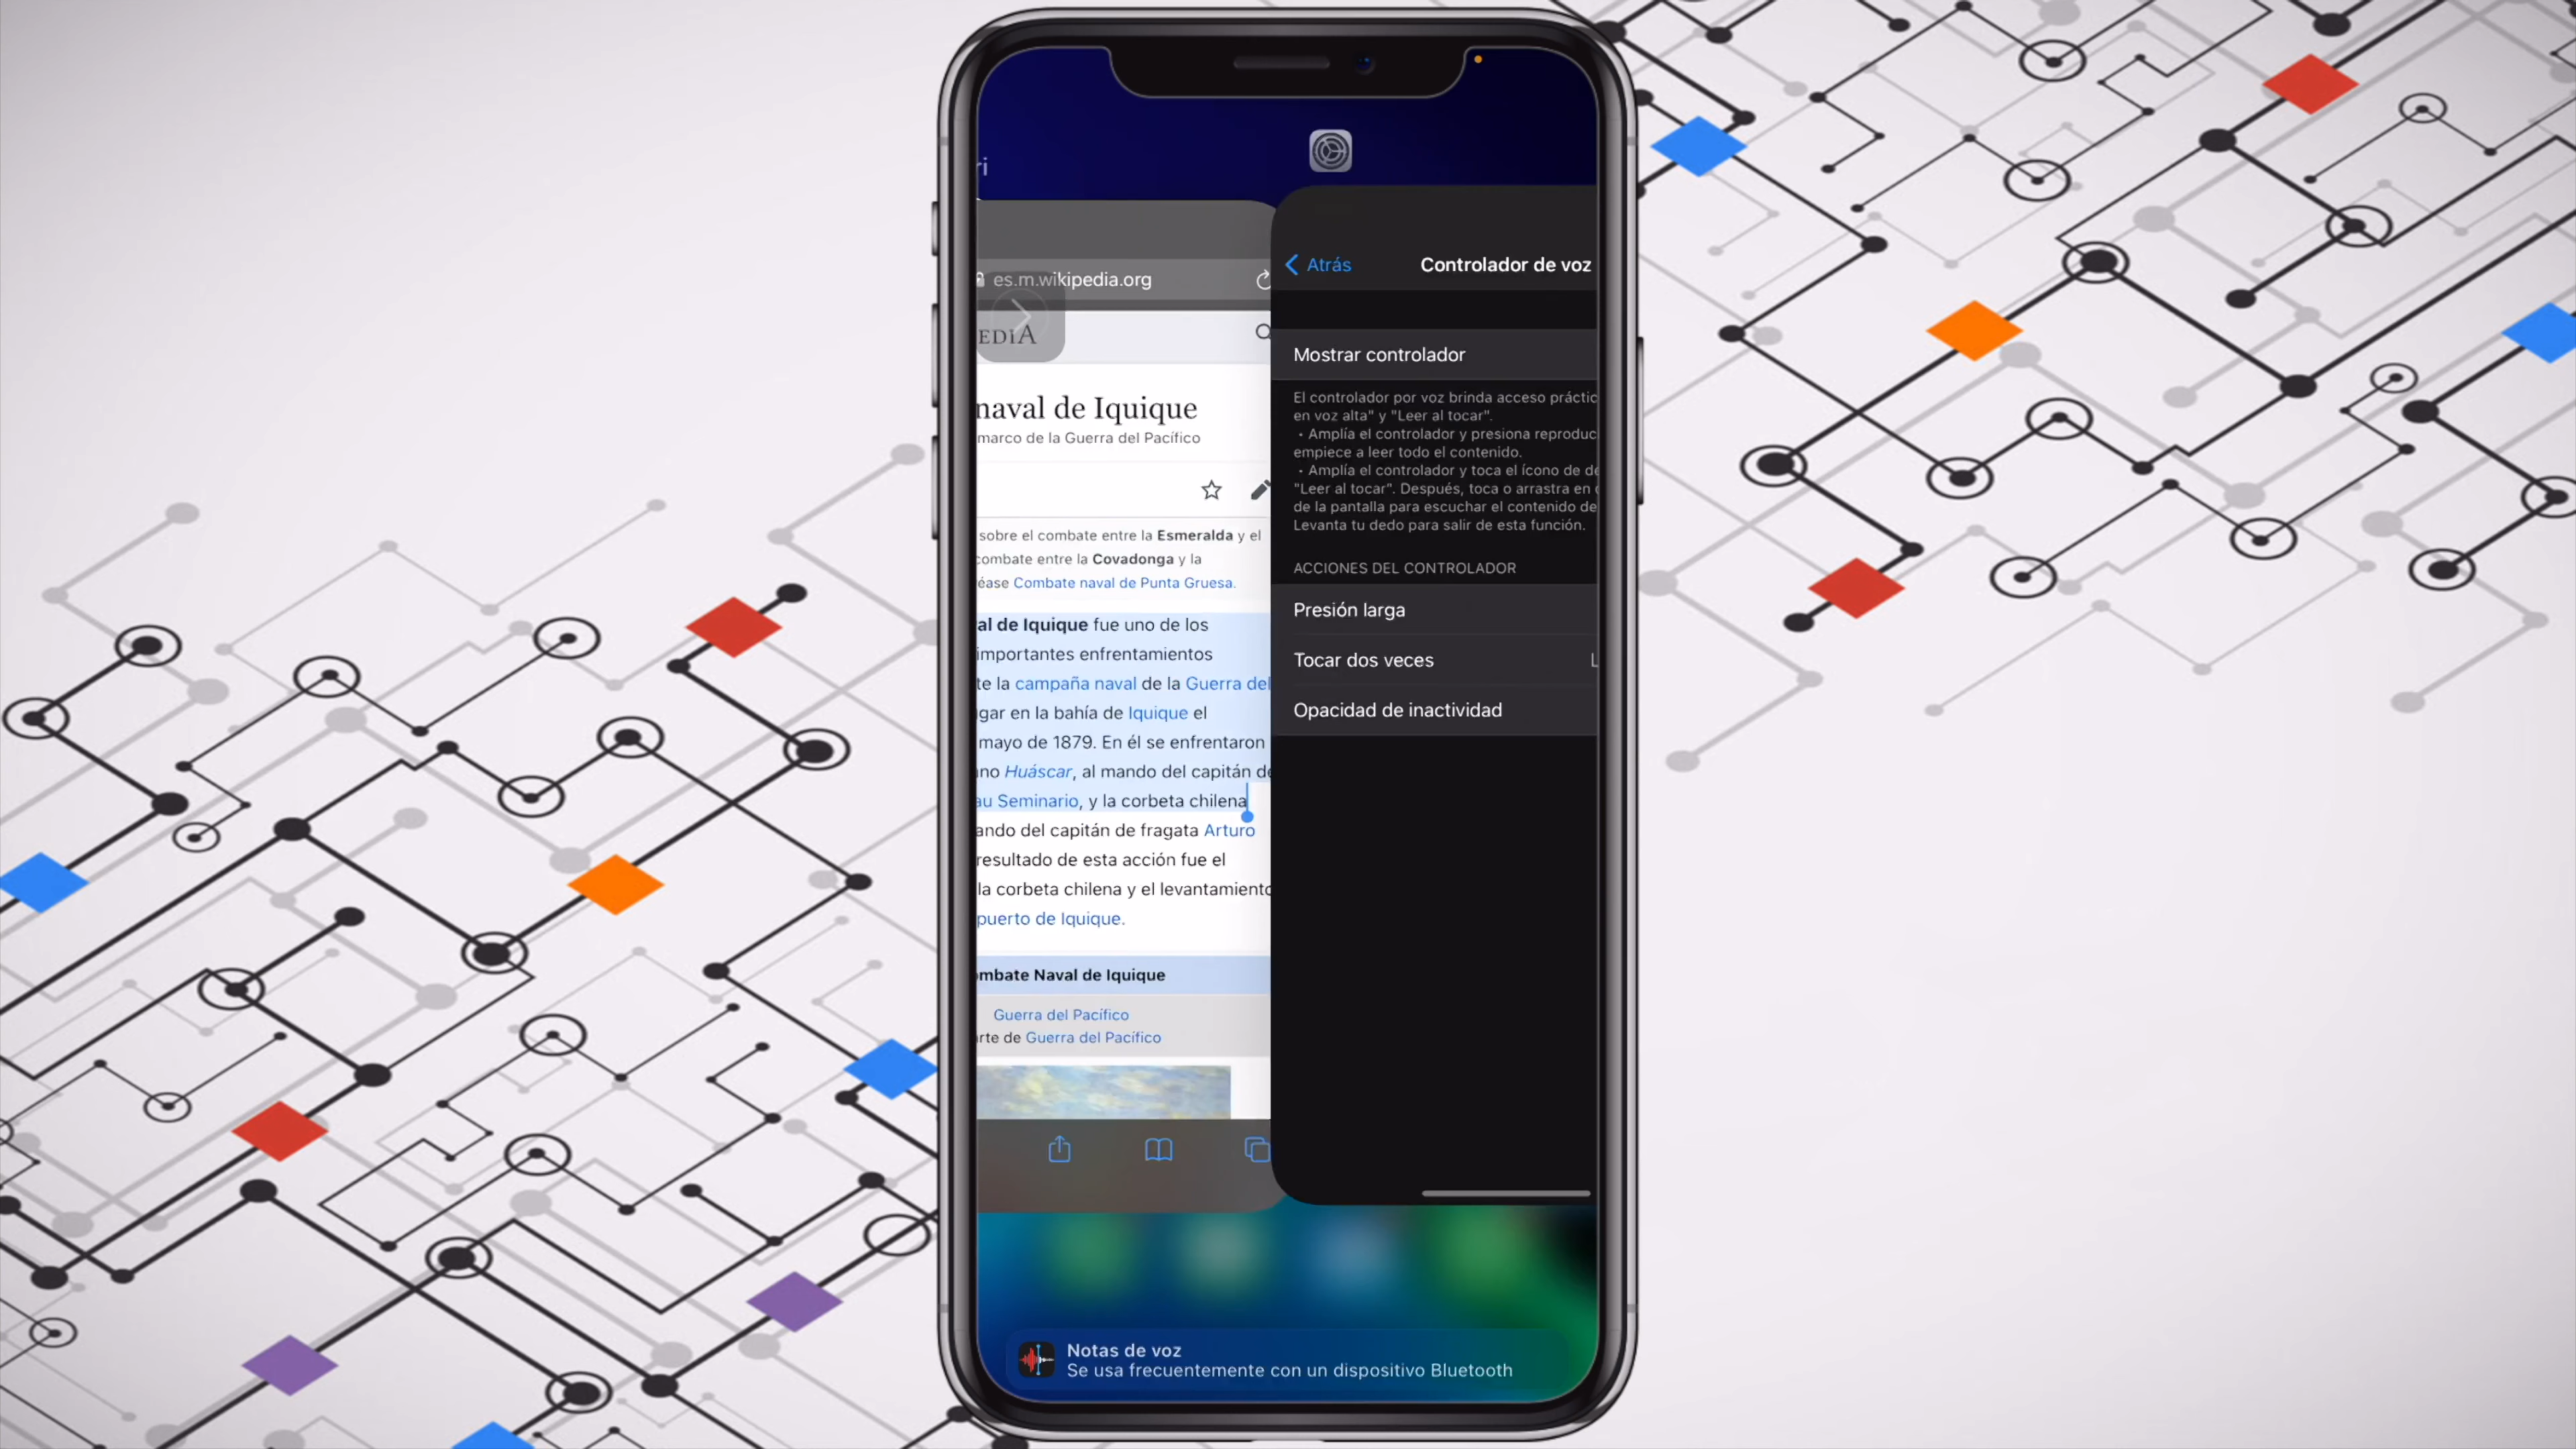 ri
es.m.wikipedia.org
EDIA
naval de Iquique
marco de la Guerra del Pacífico
sobre el combate entre la Esmeralda y el
combate entre la Covadonga y la
éase Combate naval de Punta Gruesa.
al de Iquique fue uno de los
importantes enfrentamientos
te la campaña naval de la Guerra del
gar en la bahía de Iquique el
mayo de 1879. En él se enfrentaron
no Huáscar, al mando del capitán de
au Seminario, y la corbeta chilena
ando del capitán de fragata Arturo
resultado de esta acción fue el
la corbeta chilena y el levantamiento
puerto de Iquique.
mbate Naval de Iquique
Guerra del Pacífico
rte de Guerra del Pacífico
Atrás
Controlador de voz
Mostrar controlador
El controlador por voz brinda acceso práctic
en voz alta" y "Leer al tocar".
• Amplía el controlador y presiona reproduc
empiece a leer todo el contenido.
• Amplía el controlador y toca el ícono de de
"Leer al tocar". Después, toca o arrastra en
de la pantalla para escuchar el contenido de
Levanta tu dedo para salir de esta función.
ACCIONES DEL CONTROLADOR
Presión larga
Tocar dos veces L
Opacidad de inactividad
Notas de voz
Se usa frecuentemente con un dispositivo Bluetooth